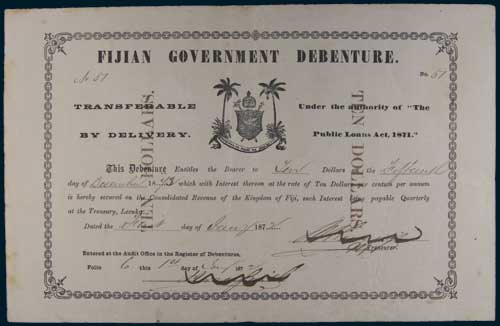 FIJIAN GOVERNMENT DEBENTURE.
No. 51
No. 51
TRANSFERABLE
BY DELIVERY.
Under the authority of "The
Public Loans Act, 1871."
TEN DOLLARS.
TEN DOLLARS.
This Debenture Entitles the Bearer to Ten Dollars on the Fifteenth
day of December 187 which with Interest thereon at the rate of Ten Dollars per centum per annum
is hereby secured on the Consolidated Revenue of the Kingdom of Fiji, such Interest being payable Quarterly
at the Treasury, Levuka.
Dated the First day of Jany 1872
Treasurer.
Entered at the Audit Office in the Register of Debentures.
Folio 6 this 1st day of Jany 187